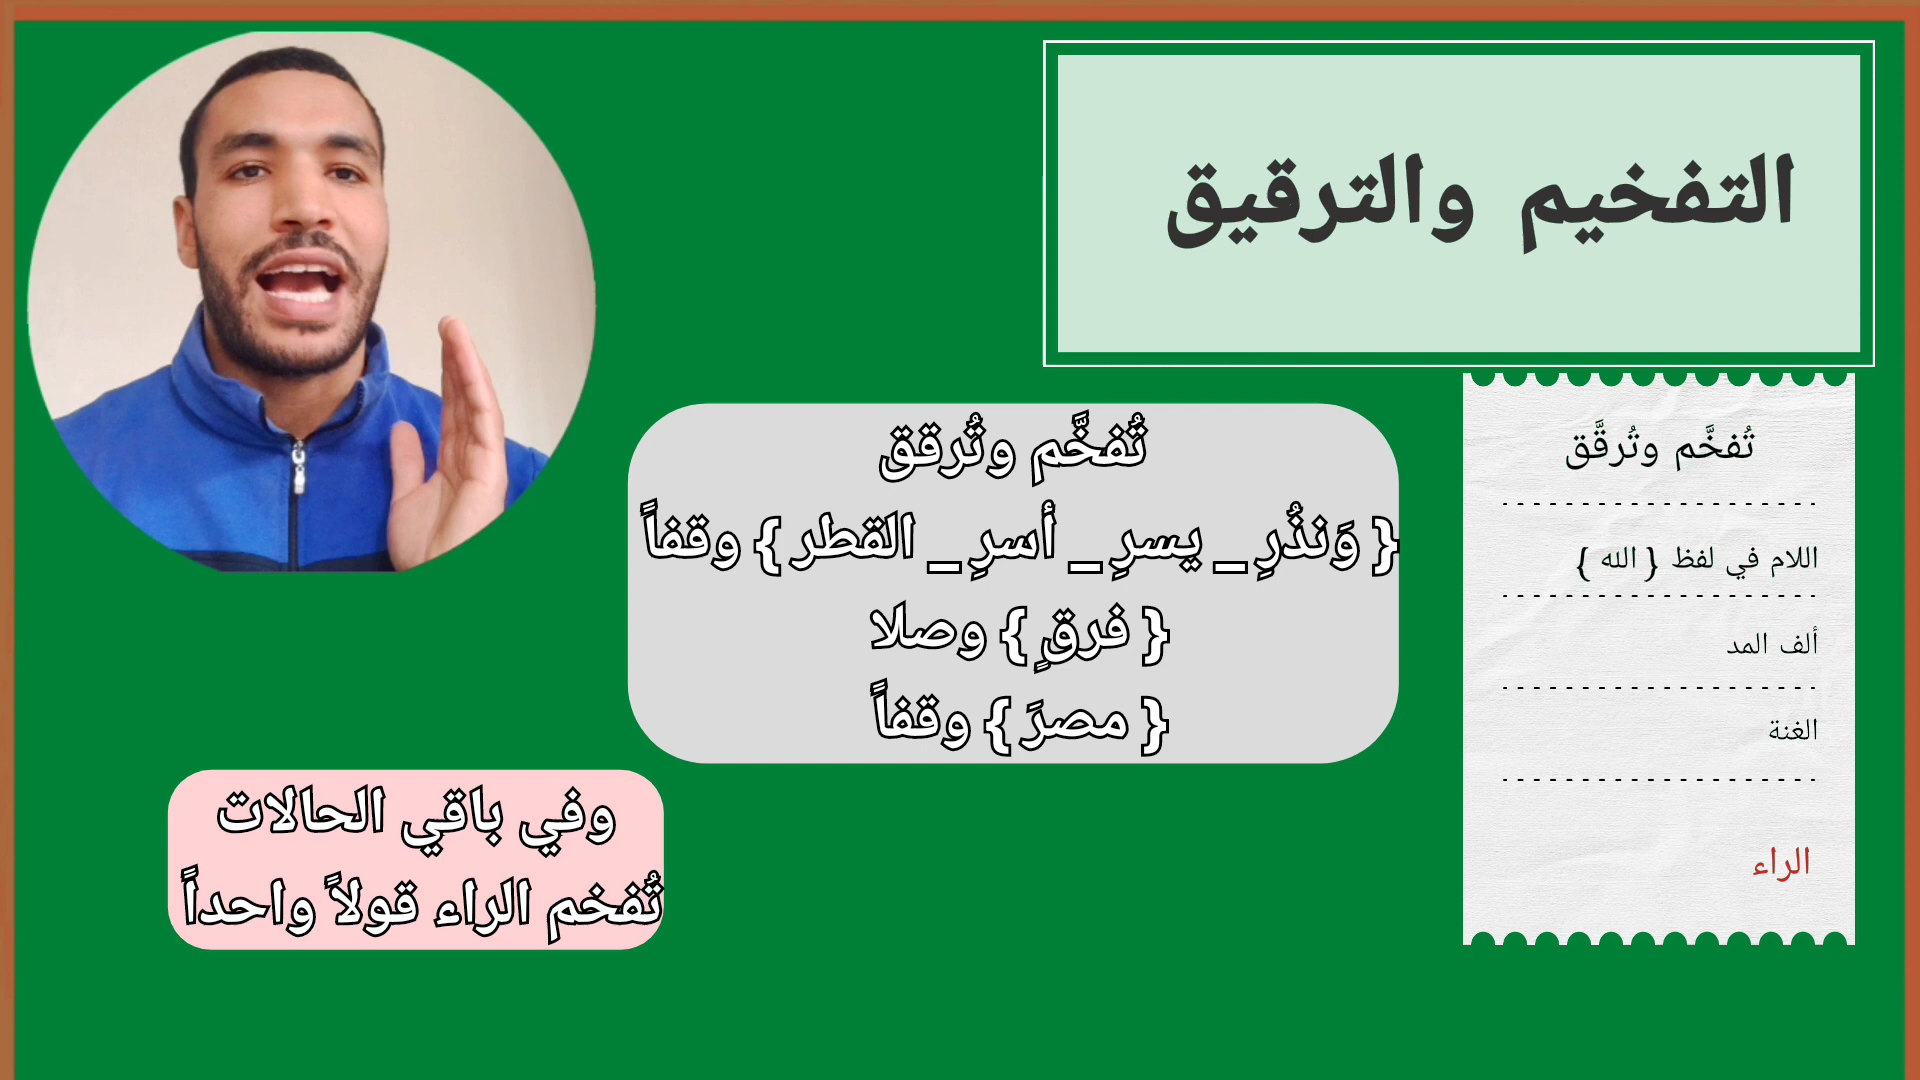 التفخيم والترقيق
تُفخَّم وتُرقَّق
اللام في لفظ { الله }
ألف المد
الغنة
الراء
تُفخَّم وتُرقق
{ وَنذُرِ _ يسرِ _ أسرِ _ القطر } وقفاً
{ فرقٍ } وصلا
{ مصرَ } وقفاً
وفي باقي الحالات
تُفخم الراء قولاً واحداً